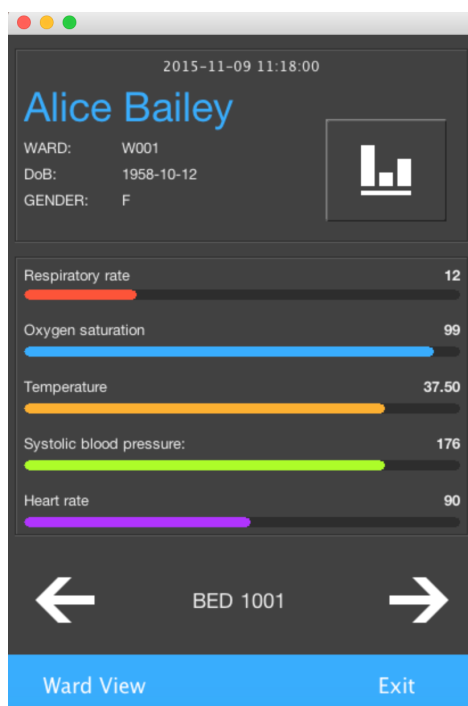 2015-11-09 11:18:00
Alice Bailey
WARD: W001
DoB: 1958-10-12
GENDER: F
Respiratory rate 12
Oxygen saturation 99
Temperature 37.50
Systolic blood pressure: 176
Heart rate 90
BED 1001
Ward View Exit